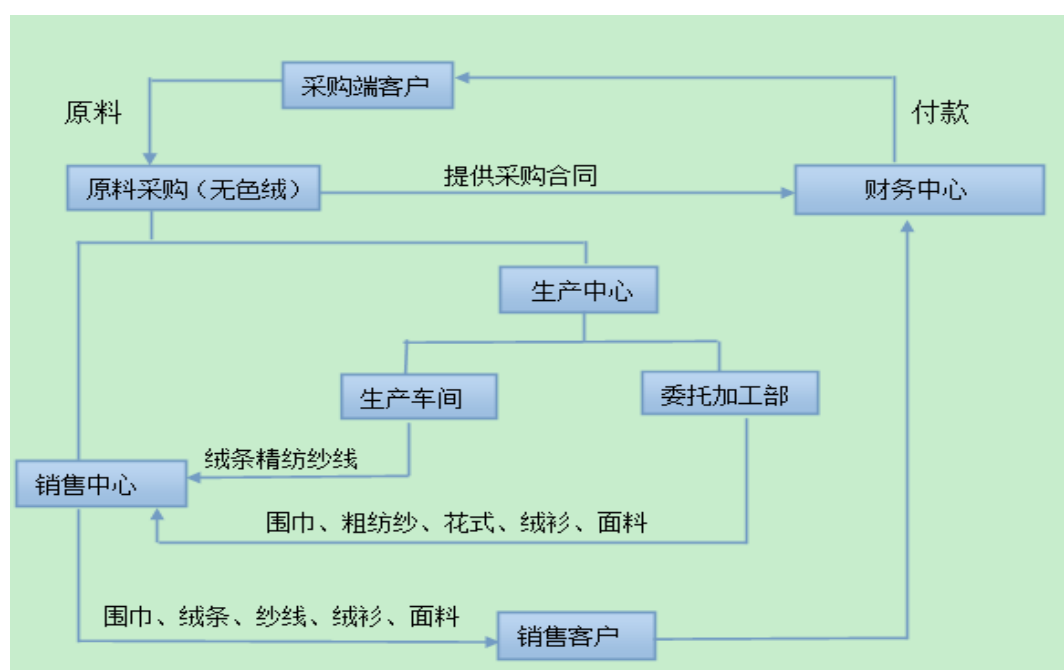 采购端客户
原料
付款
原料采购（无色绒）
提供采购合同
财务中心
生产中心
生产车间
委托加工部
绒条精纺纱线
销售中心
围巾、粗纺纱、花式、绒衫、面料
围巾、绒条、纱线、绒衫、面料
销售客户